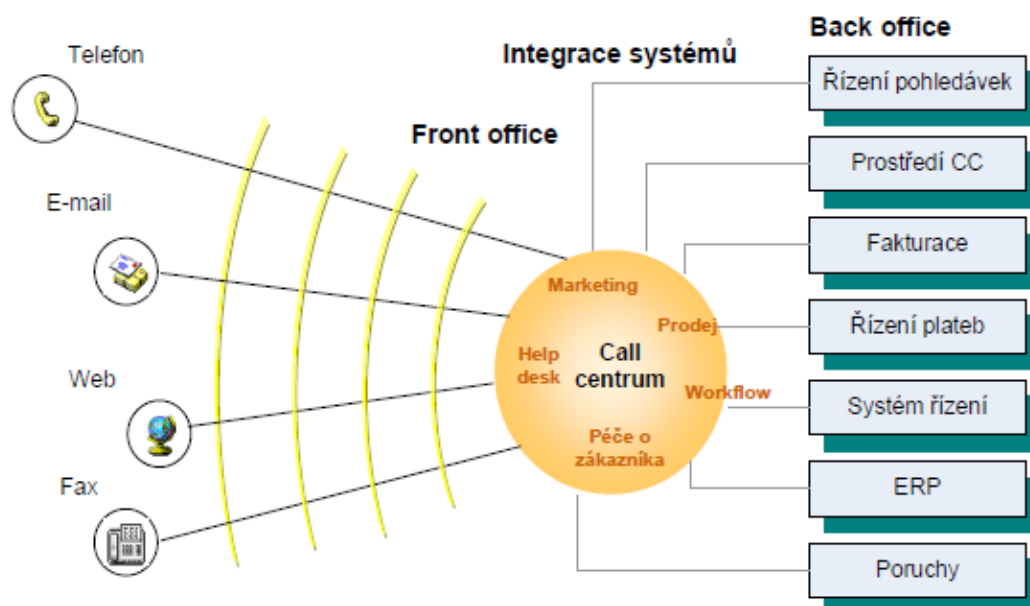 Telefon
E-mail
Web
Fax
Integrace systémů
Front office
Marketing
Prodej
Help
desk
Call
centrum
Workflow
Péče o
zákazníka
Back office
Řízení pohledávek
Prostředí CC
Fakturace
Řízení plateb
Systém řízení
ERP
Poruchy